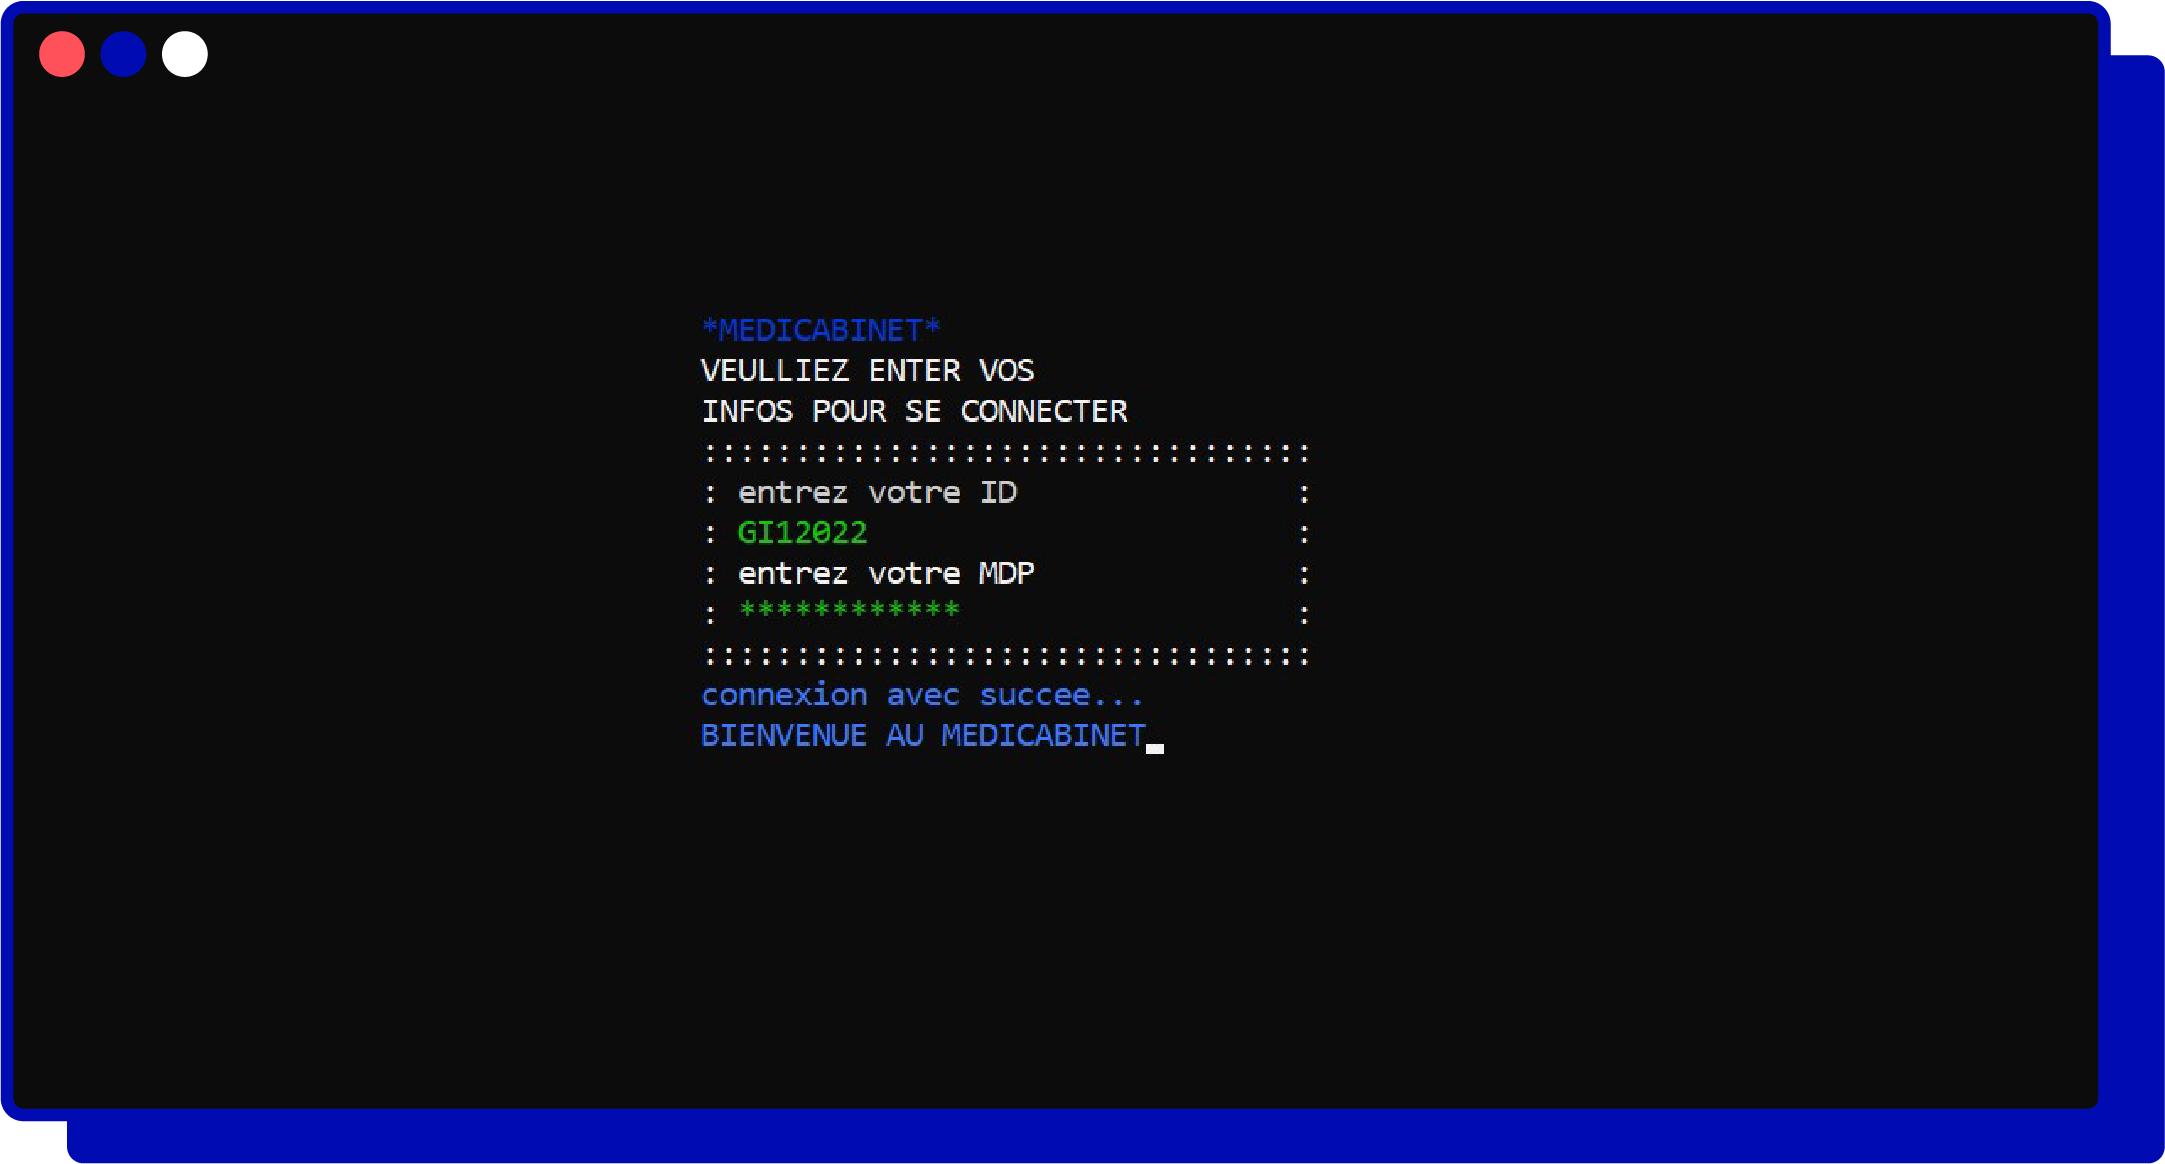 *MEDICABINET*
VEULLIEZ ENTER VOS
INFOS POUR SE CONNECTER
:::::::::::::::::::::::::::::::::
: entrez votre ID :
: GI12022 :
: entrez votre MDP :
: ************ :
:::::::::::::::::::::::::::::::::
connexion avec succee...
BIENVENUE AU MEDICABINET_